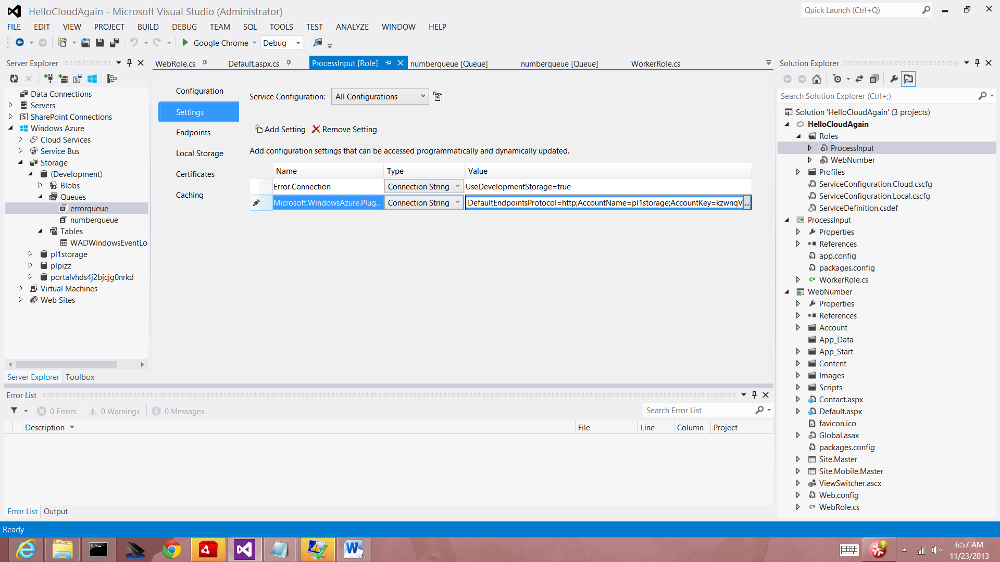 HelloCloudAgain - Microsoft Visual Studio (Administrator)
Quick Launch (Ctrl+Q)
FILE EDIT VIEW PROJECT BUILD DEBUG TEAM SQL TOOLS TEST ANALYZE WINDOW HELP
Google Chrome Debug
Server Explorer
Data Connections
Servers
SharePoint Connections
Windows Azure
Cloud Services
Service Bus
Storage
(Development)
Blobs
Queues
errorqueue
numberqueue
Tables
WADWindowsEventLo
pl1storage
plpizz
portalvhds4j2bjcjg0nrkd
Virtual Machines
Web Sites
Server Explorer Toolbox
WebRole.cs Default.aspx.cs ProcessInput [Role] numberqueue [Queue] numberqueue [Queue] WorkerRole.cs
Configuration
Settings
Endpoints
Local Storage
Certificates
Caching
Service Configuration: All Configurations
Add Setting Remove Setting
Add configuration settings that can be accessed programmatically and dynamically updated.
Name Type Value
Error.Connection Connection String UseDevelopmentStorage=true
Microsoft.WindowsAzure.Plug... Connection String DefaultEndpointsProtocol=http;AccountName=pl1storage;AccountKey=kzwnqV ...
Error List
0 Errors 0 Warnings 0 Messages
Search Error List
Description File Line Column Project
Error List Output
Solution Explorer
Search Solution Explorer (Ctrl+;)
Solution 'HelloCloudAgain' (3 projects)
HelloCloudAgain
Roles
ProcessInput
WebNumber
Profiles
ServiceConfiguration.Cloud.cscfg
ServiceConfiguration.Local.cscfg
ServiceDefinition.csdef
ProcessInput
Properties
References
app.config
packages.config
WorkerRole.cs
WebNumber
Properties
References
Account
App_Data
App_Start
Content
Images
Scripts
Contact.aspx
Default.aspx
favicon.ico
Global.asax
packages.config
Site.Master
Site.Mobile.Master
ViewSwitcher.ascx
Web.config
WebRole.cs
Ready
6:57 AM
11/23/2013